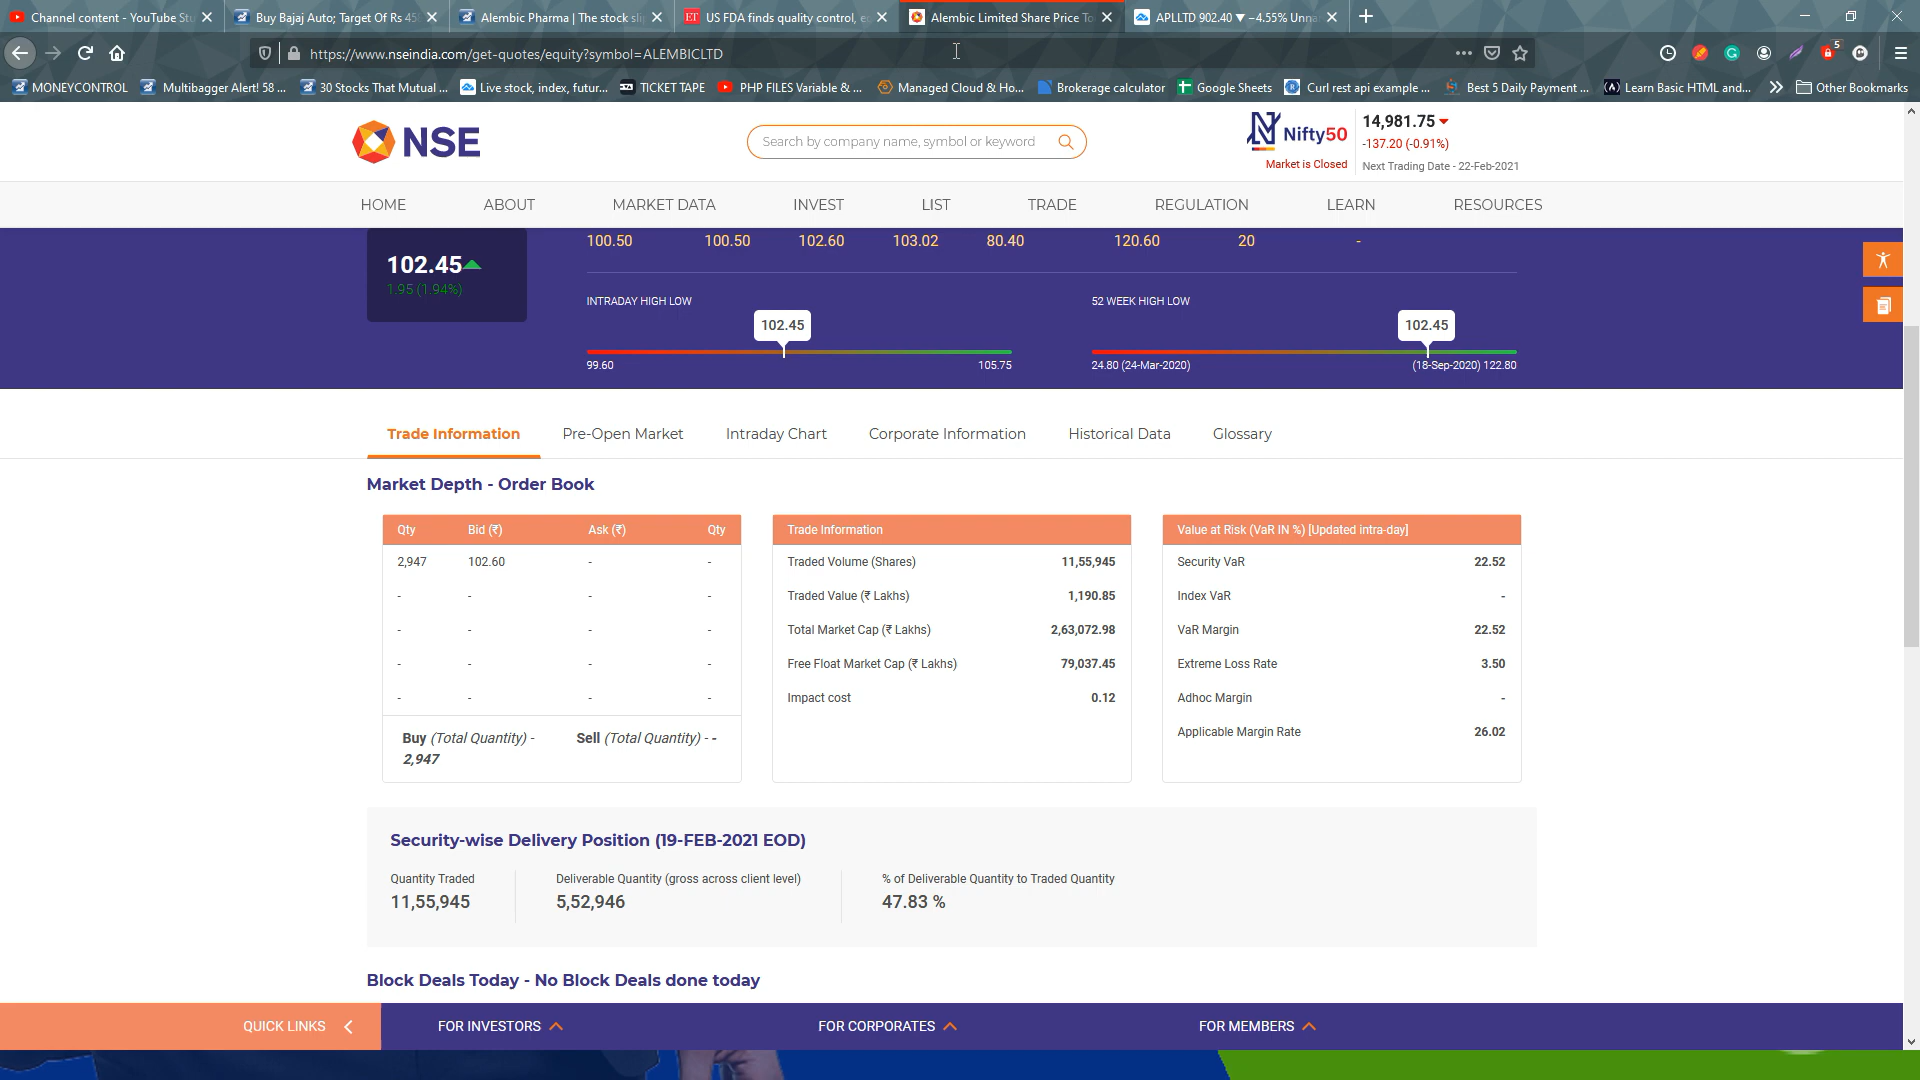 Channel content - YouTube Stu
Buy Bajaj Auto; Target Of Rs 45
Alembic Pharma | The stock slip
US FDA finds quality control, e
Alembic Limited Share Price To
APLLTD 902.40 ▼ −4.55% Unna
https://www.nseindia.com/get-quotes/equity?symbol=ALEMBICLTD
5
MONEYCONTROL
Multibagger Alert! 58 ...
30 Stocks That Mutual ...
Live stock, index, futur...
TICKET TAPE
PHP FILES Variable & ...
Managed Cloud & Ho...
Brokerage calculator
Google Sheets
Curl rest api example ...
Best 5 Daily Payment ...
Learn Basic HTML and...
Other Bookmarks
NSE
Search by company name, symbol or keyword
Nifty50
Market is Closed
14,981.75
-137.20 (-0.91%)
Next Trading Date - 22-Feb-2021
HOME ABOUT MARKET DATA INVEST LIST TRADE REGULATION LEARN RESOURCES
100.50 100.50 102.60 103.02 80.40 120.60 20 -
102.45
1.95 (1.94%)
INTRADAY HIGH LOW
102.45
99.60 105.75
52 WEEK HIGH LOW
102.45
24.80 (24-Mar-2020) (18-Sep-2020) 122.80
Trade Information Pre-Open Market Intraday Chart Corporate Information Historical Data Glossary
Market Depth - Order Book
Qty Bid (₹) Ask (₹) Qty
2,947 102.60 - -
- - - -
- - - -
- - - -
- - - -
Buy (Total Quantity) - 2,947
Sell (Total Quantity) - -
Trade Information
Traded Volume (Shares) 11,55,945
Traded Value (₹ Lakhs) 1,190.85
Total Market Cap (₹ Lakhs) 2,63,072.98
Free Float Market Cap (₹ Lakhs) 79,037.45
Impact cost 0.12
Value at Risk (VaR IN %) [Updated intra-day]
Security VaR 22.52
Index VaR -
VaR Margin 22.52
Extreme Loss Rate 3.50
Adhoc Margin -
Applicable Margin Rate 26.02
Security-wise Delivery Position (19-FEB-2021 EOD)
Quantity Traded
11,55,945
Deliverable Quantity (gross across client level)
5,52,946
% of Deliverable Quantity to Traded Quantity
47.83 %
Block Deals Today - No Block Deals done today
QUICK LINKS FOR INVESTORS FOR CORPORATES FOR MEMBERS